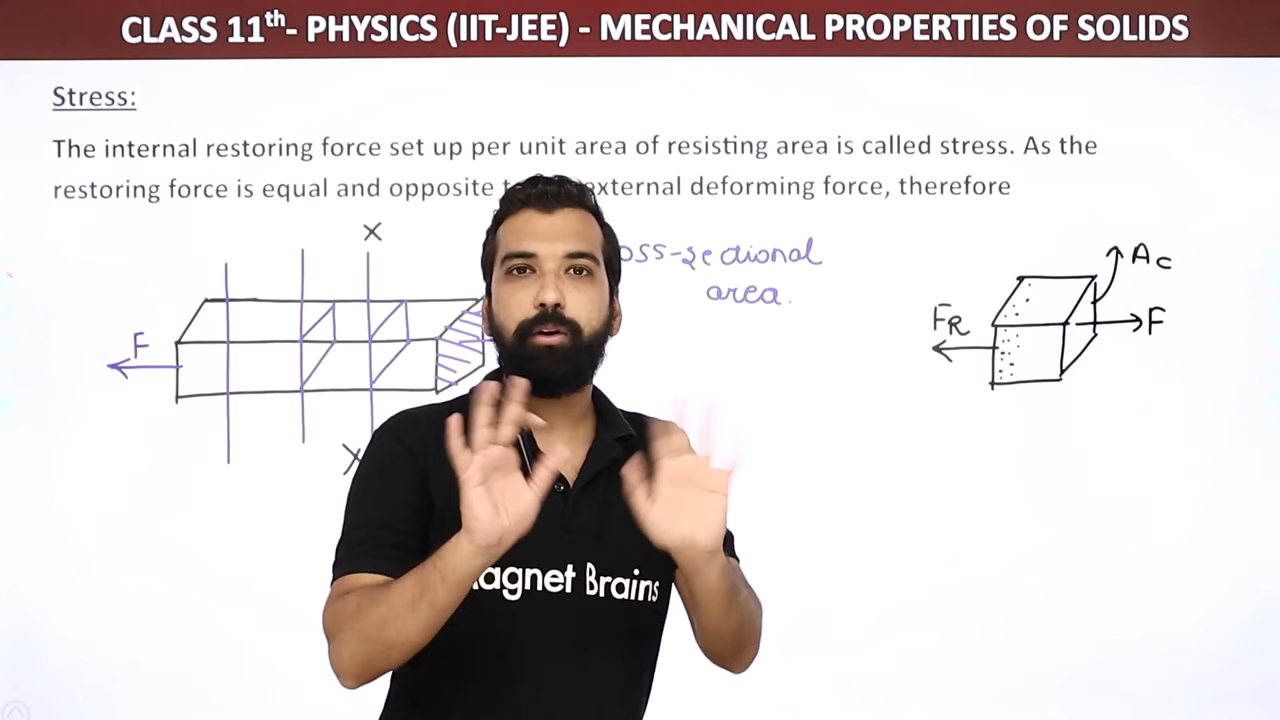 CLASS 11th- PHYSICS (IIT-JEE) - MECHANICAL PROPERTIES OF SOLIDS
Stress:
The internal restoring force set up per unit area of resisting area is called stress. As the
restoring force is equal and opposite external deforming force, therefore
X
oss-sectional
area.
F
X
FR
Ac
F
agnet Brains